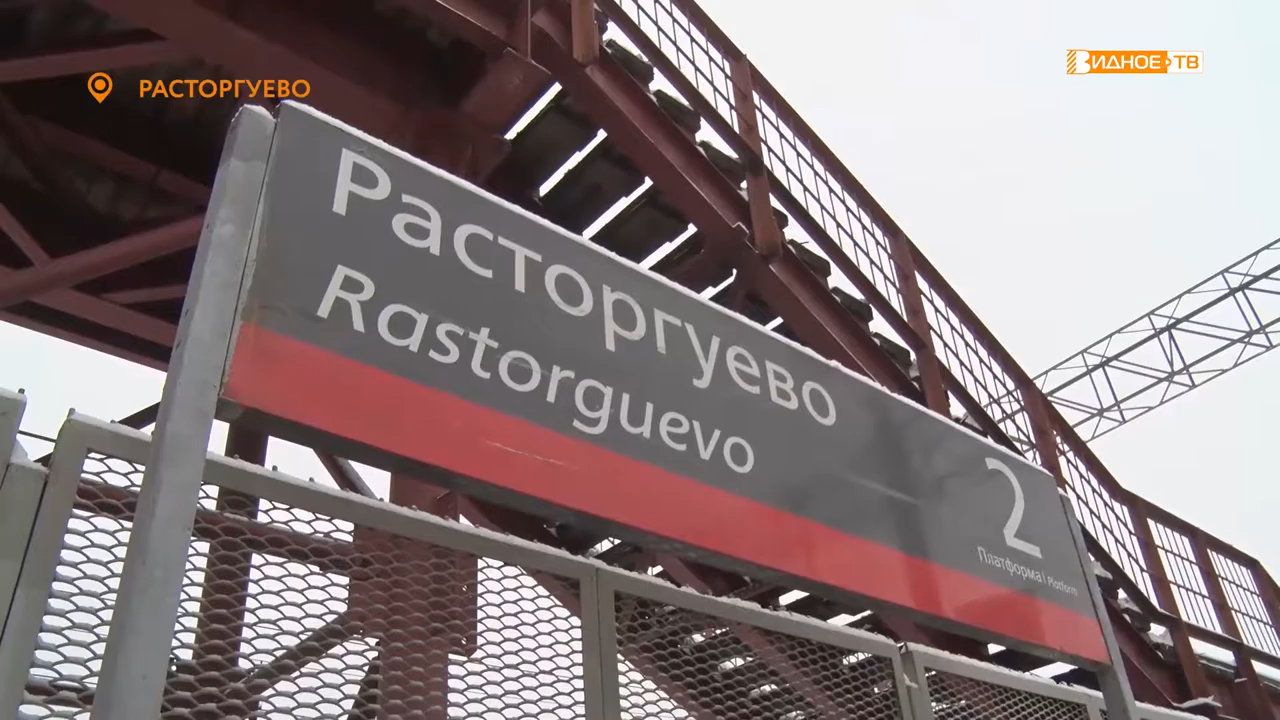 РАСТОРГУЕВО
ВИДНОЕ ТВ
Расторгуево
Rastorguevo
2
Платформа | Platform